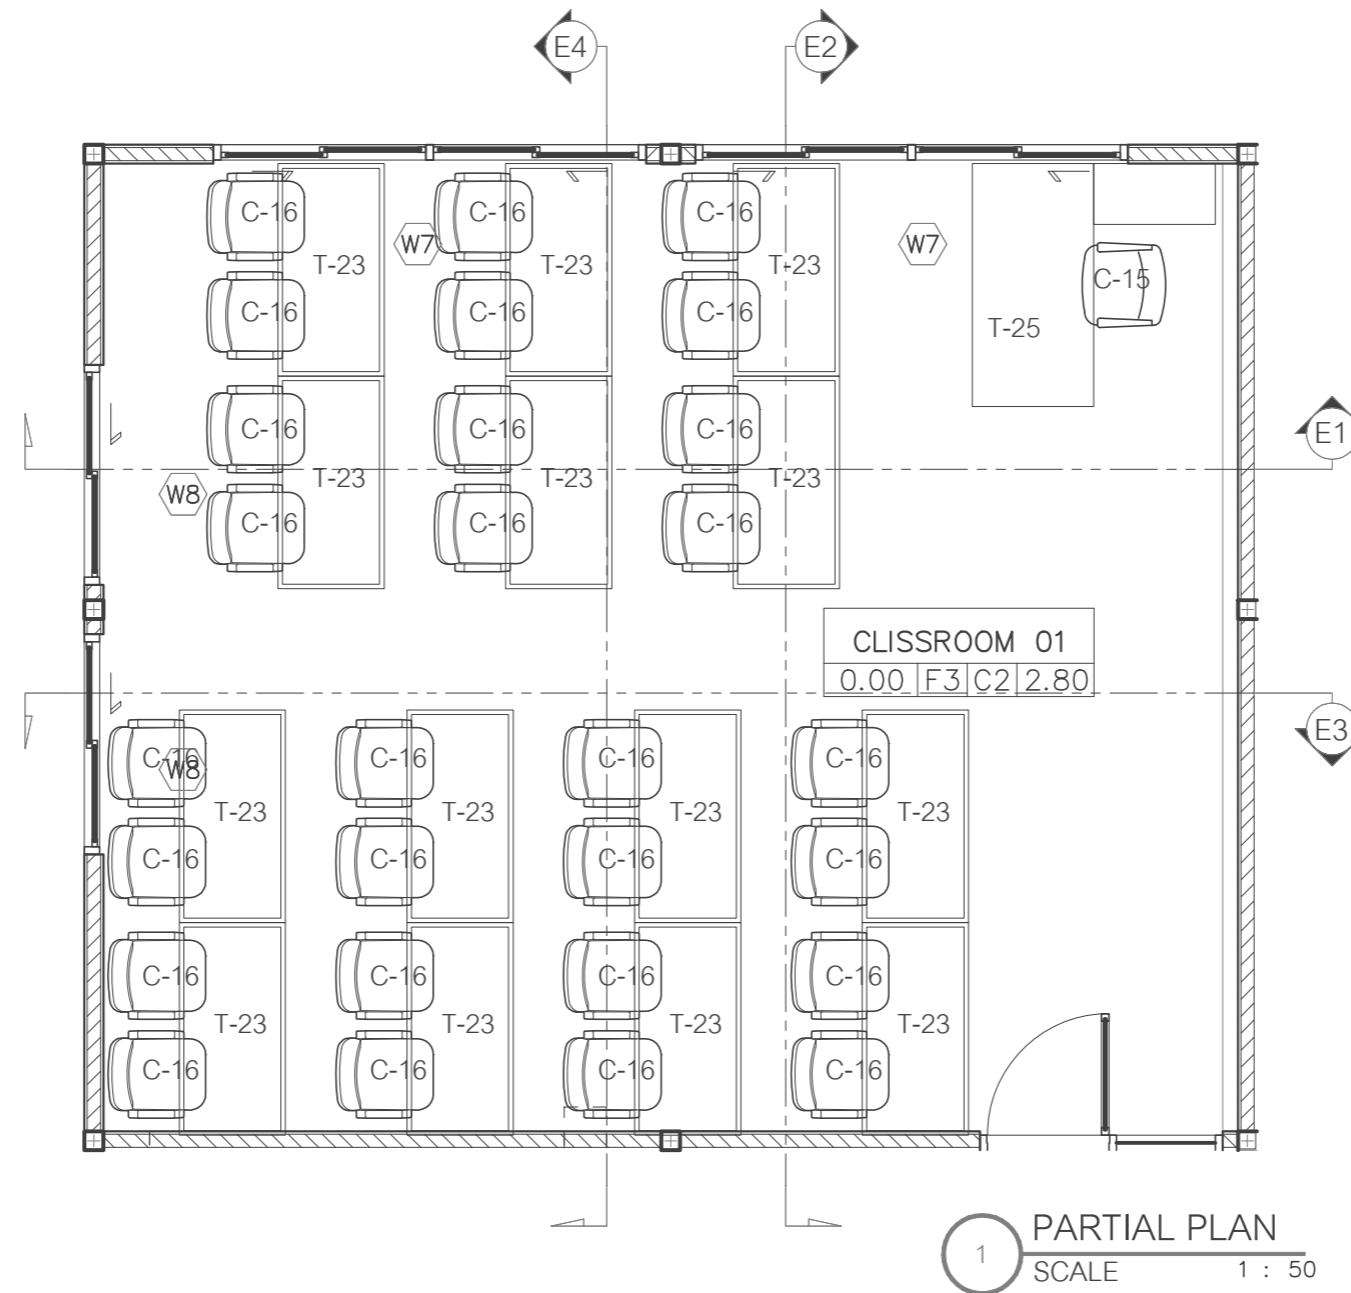 E4 E2
C-16 C-16 C-16
W7 W7
T-23 T-23 T-23
C-15
C-16 C-16 C-16
T-25
C-16 C-16 C-16
E1
T-23 T-23 T-23
W8
C-16 C-16 C-16
CLISSROOM 01
0.00 F3 C2 2.80
E3
C-16 C-16 C-16 C-16
W8
T-23 T-23 T-23 T-23
C-16 C-16 C-16 C-16
C-16 C-16 C-16 C-16
T-23 T-23 T-23 T-23
C-16 C-16 C-16 C-16
1 PARTIAL PLAN
SCALE 1 : 50